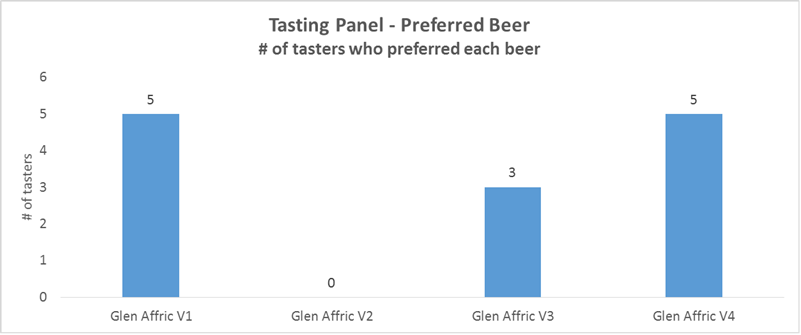 Tasting Panel - Preferred Beer
# of tasters who preferred each beer
6
5
4
3
2
1
0
# of tasters
5
0
3
5
Glen Affric V1
Glen Affric V2
Glen Affric V3
Glen Affric V4